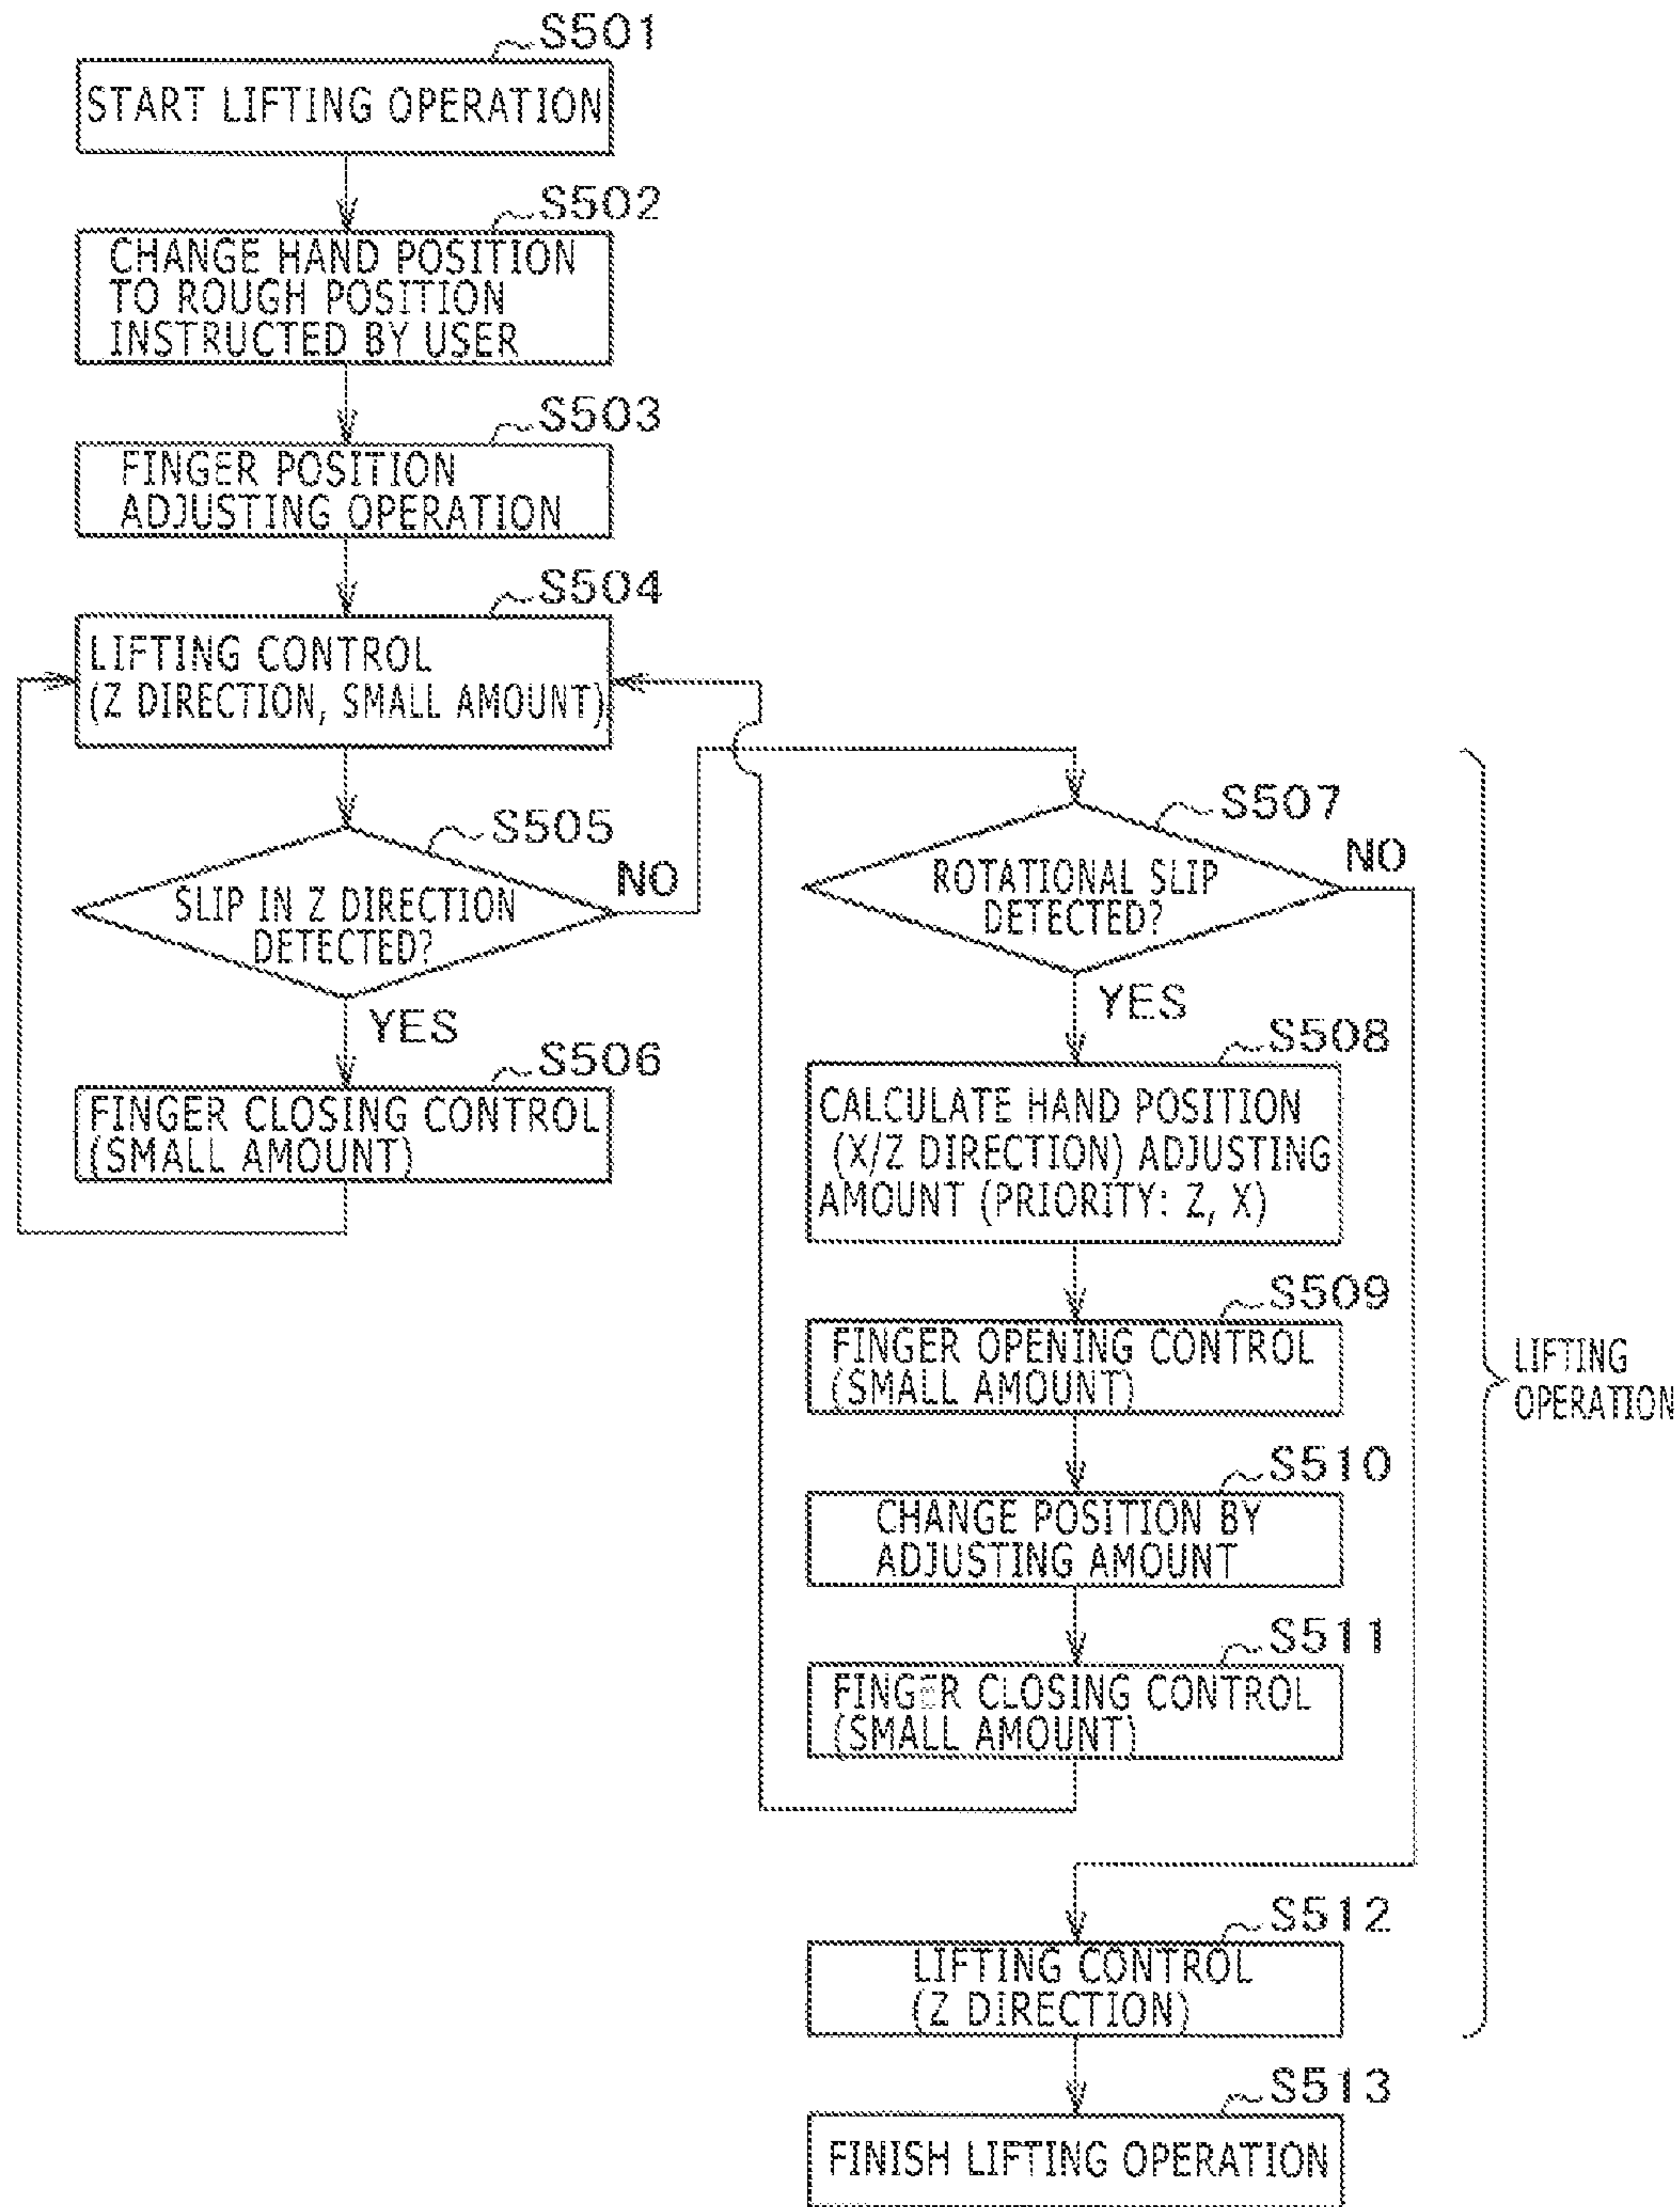 S501
START LIFTING OPERATION
S502
CHANGE HAND POSITION
TO ROUGH POSITION
INSTRUCTED BY USER
S503
FINGER POSITION
ADJUSTING OPERATION
S504
LIFTING CONTROL
(Z DIRECTION, SMALL AMOUNT)
S505
SLIP IN Z DIRECTION
DETECTED?
NO
YES
S506
FINGER CLOSING CONTROL
(SMALL AMOUNT)
S507
ROTATIONAL SLIP
DETECTED?
NO
YES
S508
CALCULATE HAND POSITION
(X/Z DIRECTION) ADJUSTING
AMOUNT (PRIORITY: Z, X)
S509
FINGER OPENING CONTROL
(SMALL AMOUNT)
S510
CHANGE POSITION BY
ADJUSTING AMOUNT
S511
FINGER CLOSING CONTROL
(SMALL AMOUNT)
LIFTING
OPERATION
S512
LIFTING CONTROL
(Z DIRECTION)
S513
FINISH LIFTING OPERATION